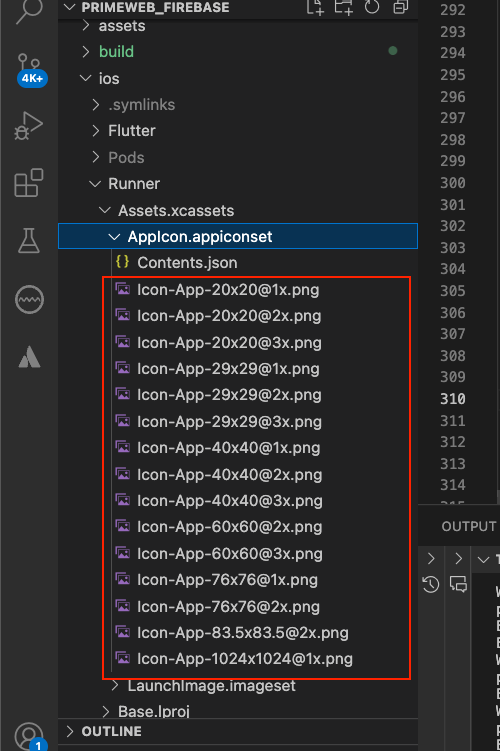 PRIMEWEB_FIREBASE
assets
build
ios
.symlinks
Flutter
Pods
Runner
Assets.xcassets
AppIcon.appiconset
{} Contents.json
Icon-App-20x20@1x.png
Icon-App-20x20@2x.png
Icon-App-20x20@3x.png
Icon-App-29x29@1x.png
Icon-App-29x29@2x.png
Icon-App-29x29@3x.png
Icon-App-40x40@1x.png
Icon-App-40x40@2x.png
Icon-App-40x40@3x.png
Icon-App-60x60@2x.png
Icon-App-60x60@3x.png
Icon-App-76x76@1x.png
Icon-App-76x76@2x.png
Icon-App-83.5x83.5@2x.png
Icon-App-1024x1024@1x.png
LaunchImage.imageset
Base.lproj
OUTLINE
4K+
1
292
293
294
295
296
297
298
299
300
301
302
303
304
305
306
307
308
309
310
311
312
313
314
OUTPUT